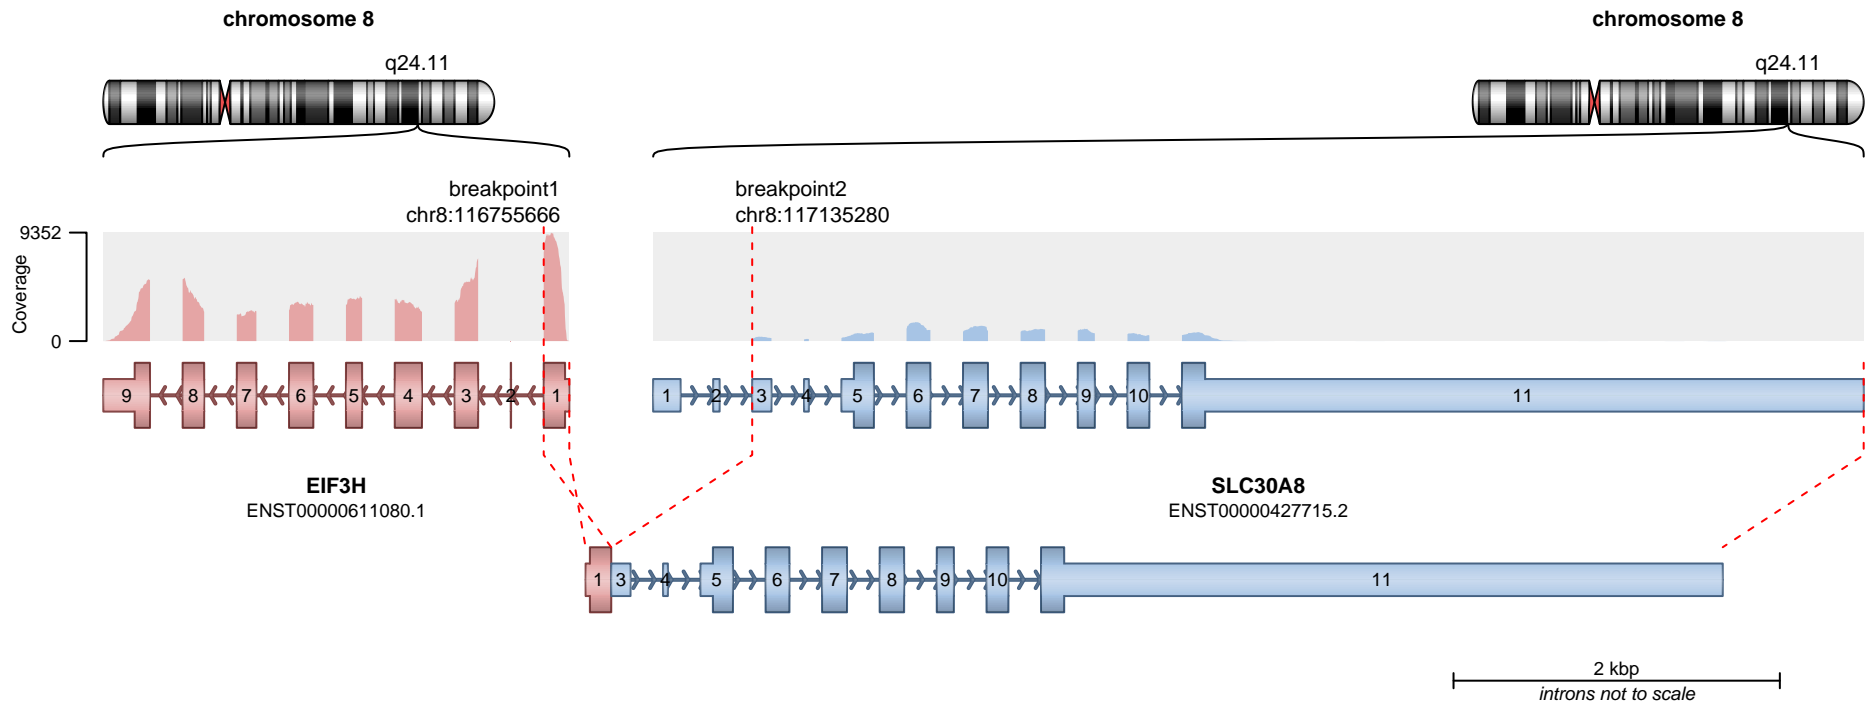 chromosome 8
chromosome 8
q24.11
q24.11
breakpoint1
chr8:116755666
breakpoint2
chr8:117135280
9352
Coverage
0
9 8 7 6 5 4 3 2 1
1 2 3 4 5 6 7 8 9 10 11
EIF3H
ENST00000611080.1
SLC30A8
ENST00000427715.2
1 3 4 5 6 7 8 9 10 11
2 kbp
introns not to scale